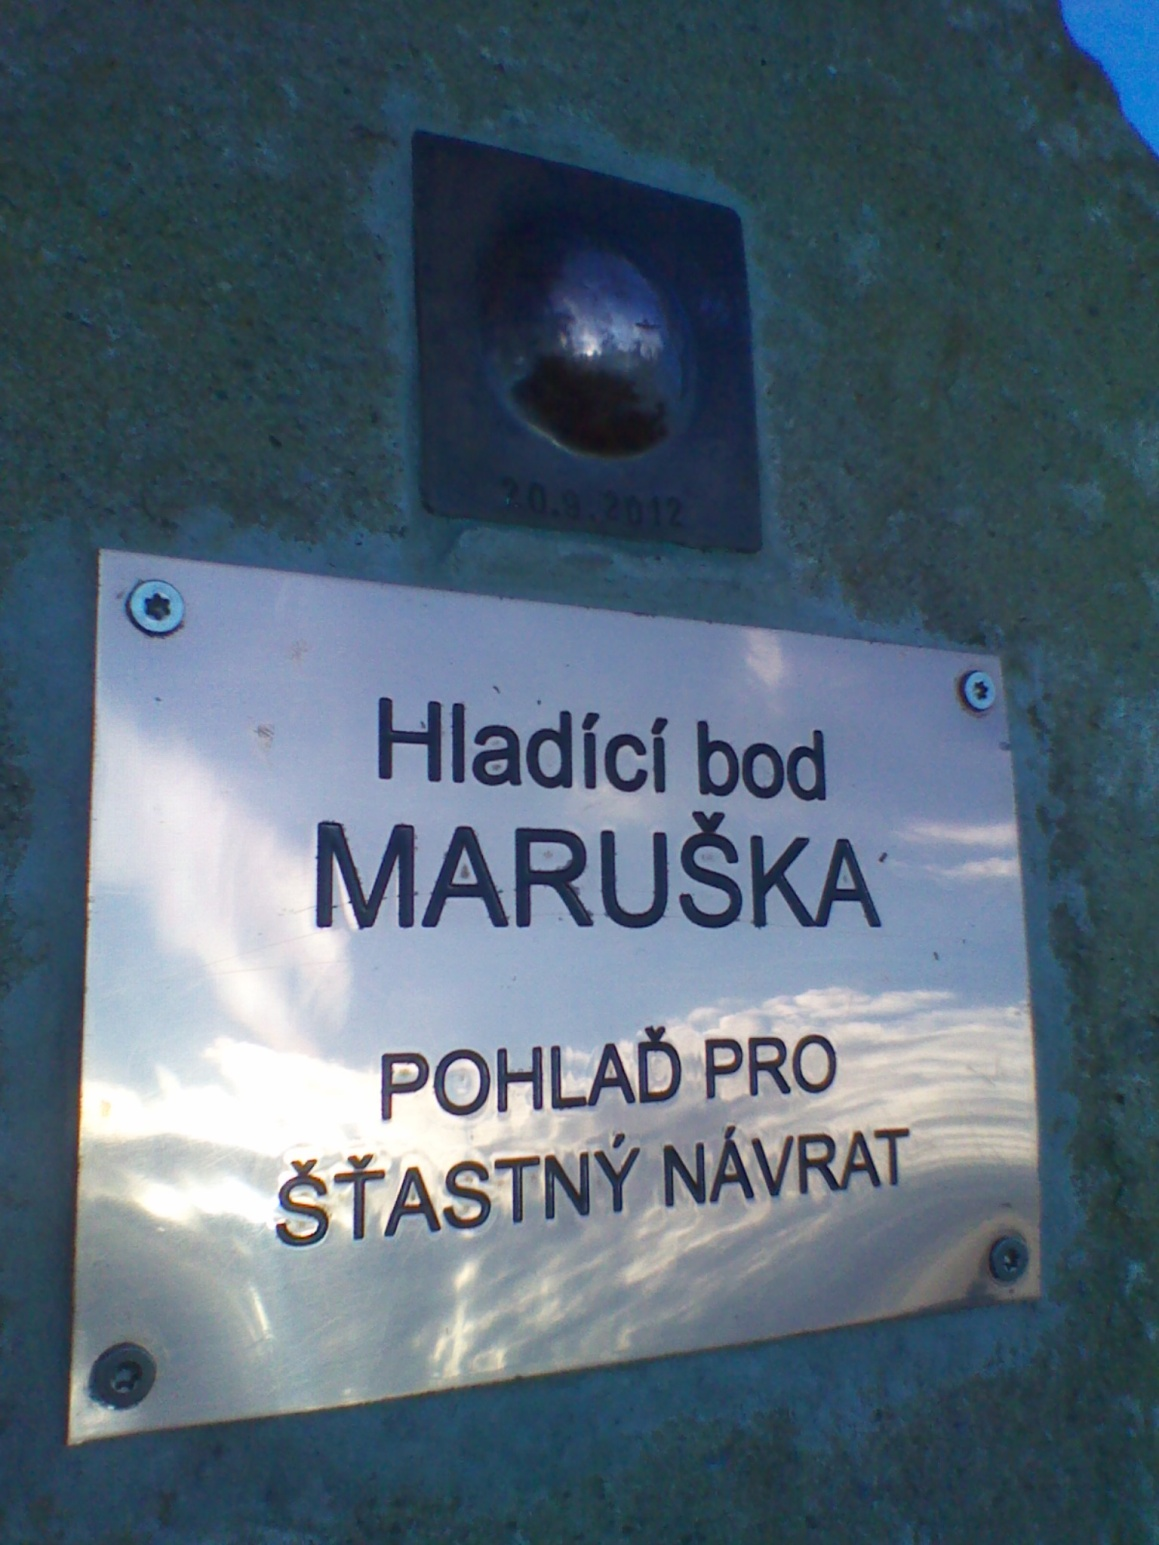 20.9.2012
Hladící bod
MARUŠKA
POHLAĎ PRO
ŠŤASTNÝ NÁVRAT